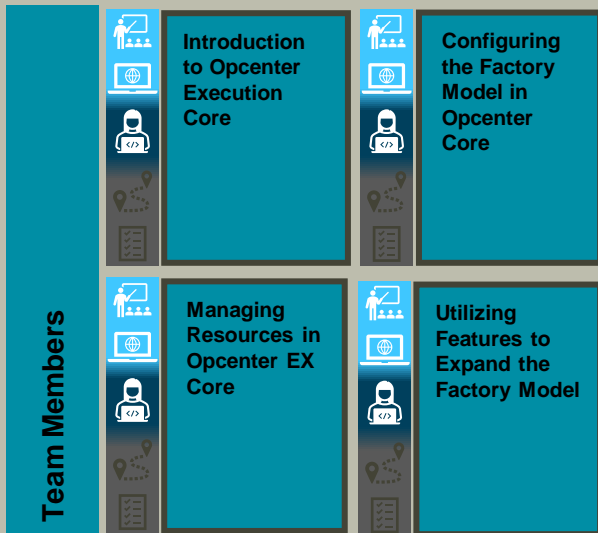 Team Members
Introduction
to Opcenter
Execution
Core
Configuring
the Factory
Model in
Opcenter
Core
Managing
Resources in
Opcenter EX
Core
Utilizing
Features to
Expand the
Factory Model